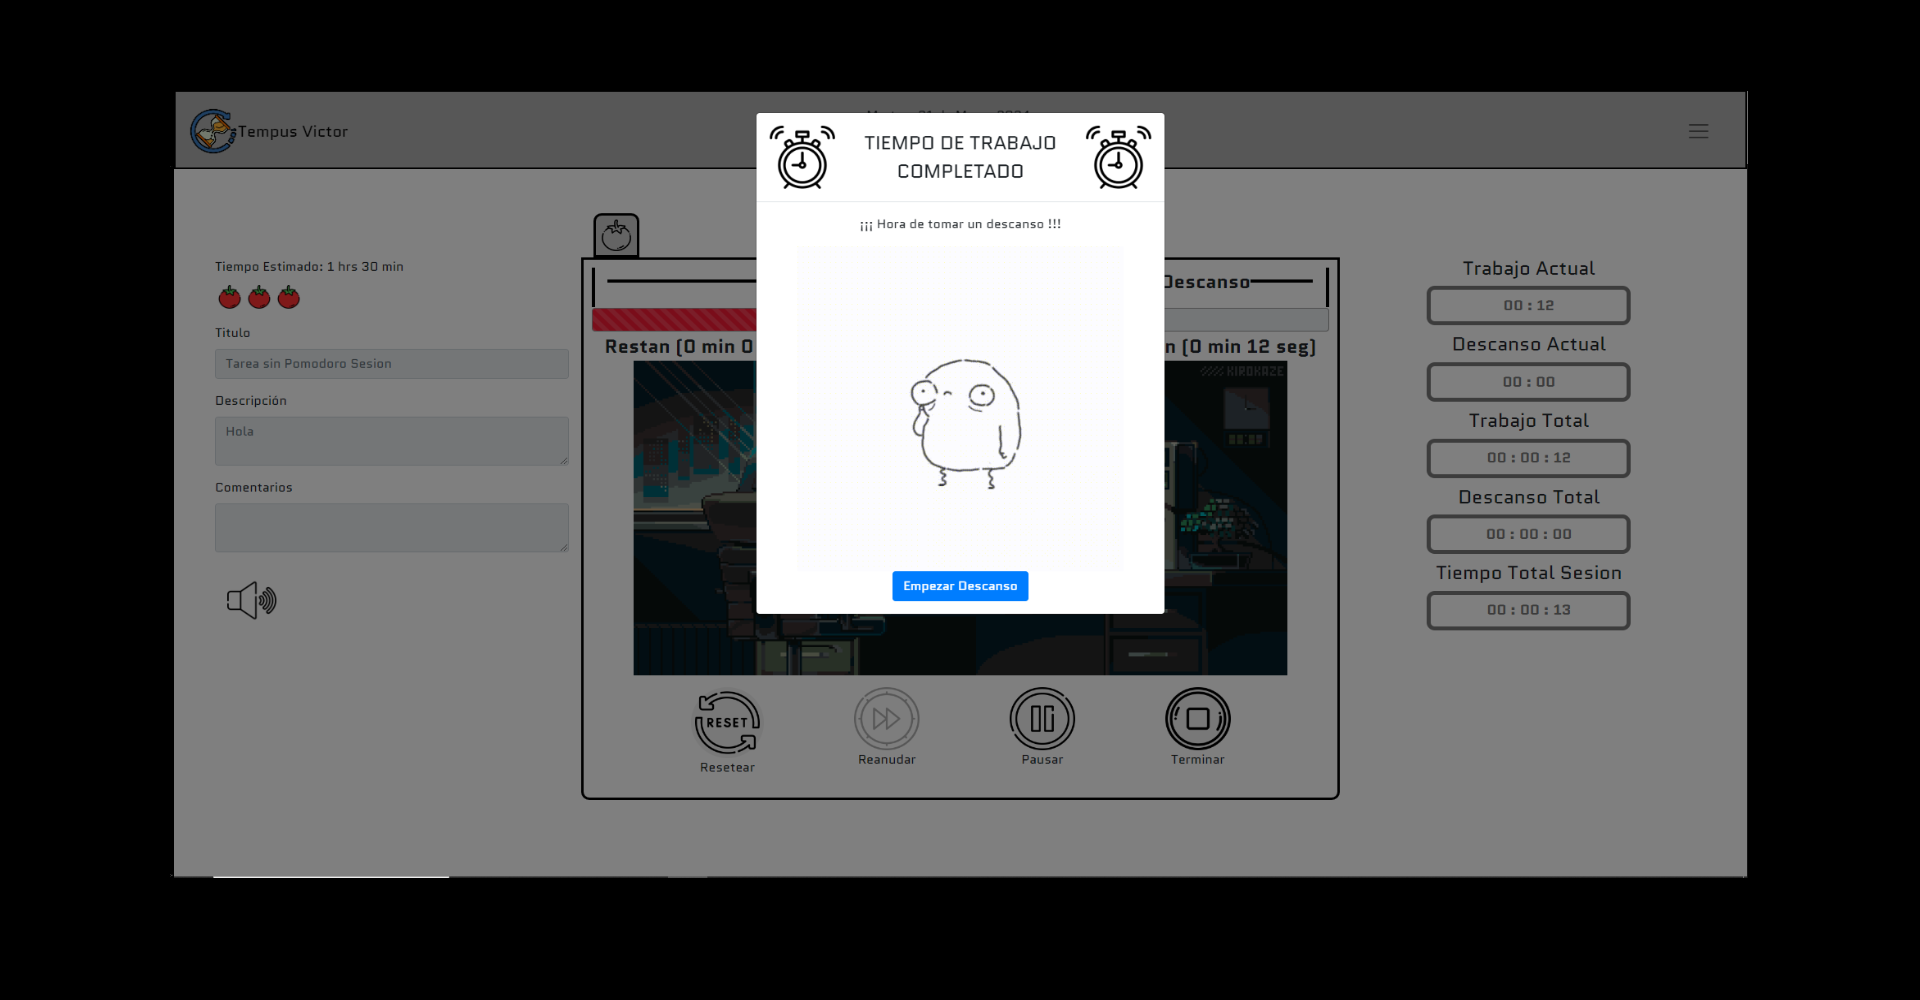 Tempus Victor
TIEMPO DE TRABAJO
COMPLETADO
¡¡¡ Hora de tomar un descanso !!!
Empezar Descanso
Tiempo Estimado: 1 hrs 30 min
Titulo
Tarea sin Pomodoro Sesion
Descripción
Hola
Comentarios
Descanso
Restan (0 min 0
(0 min 12 seg)
KIROKAZE
RESET
Resetear
Reanudar
Pausar
Terminar
Trabajo Actual
00 : 12
Descanso Actual
00 : 00
Trabajo Total
00 : 00 : 12
Descanso Total
00 : 00 : 00
Tiempo Total Sesion
00 : 00 : 13